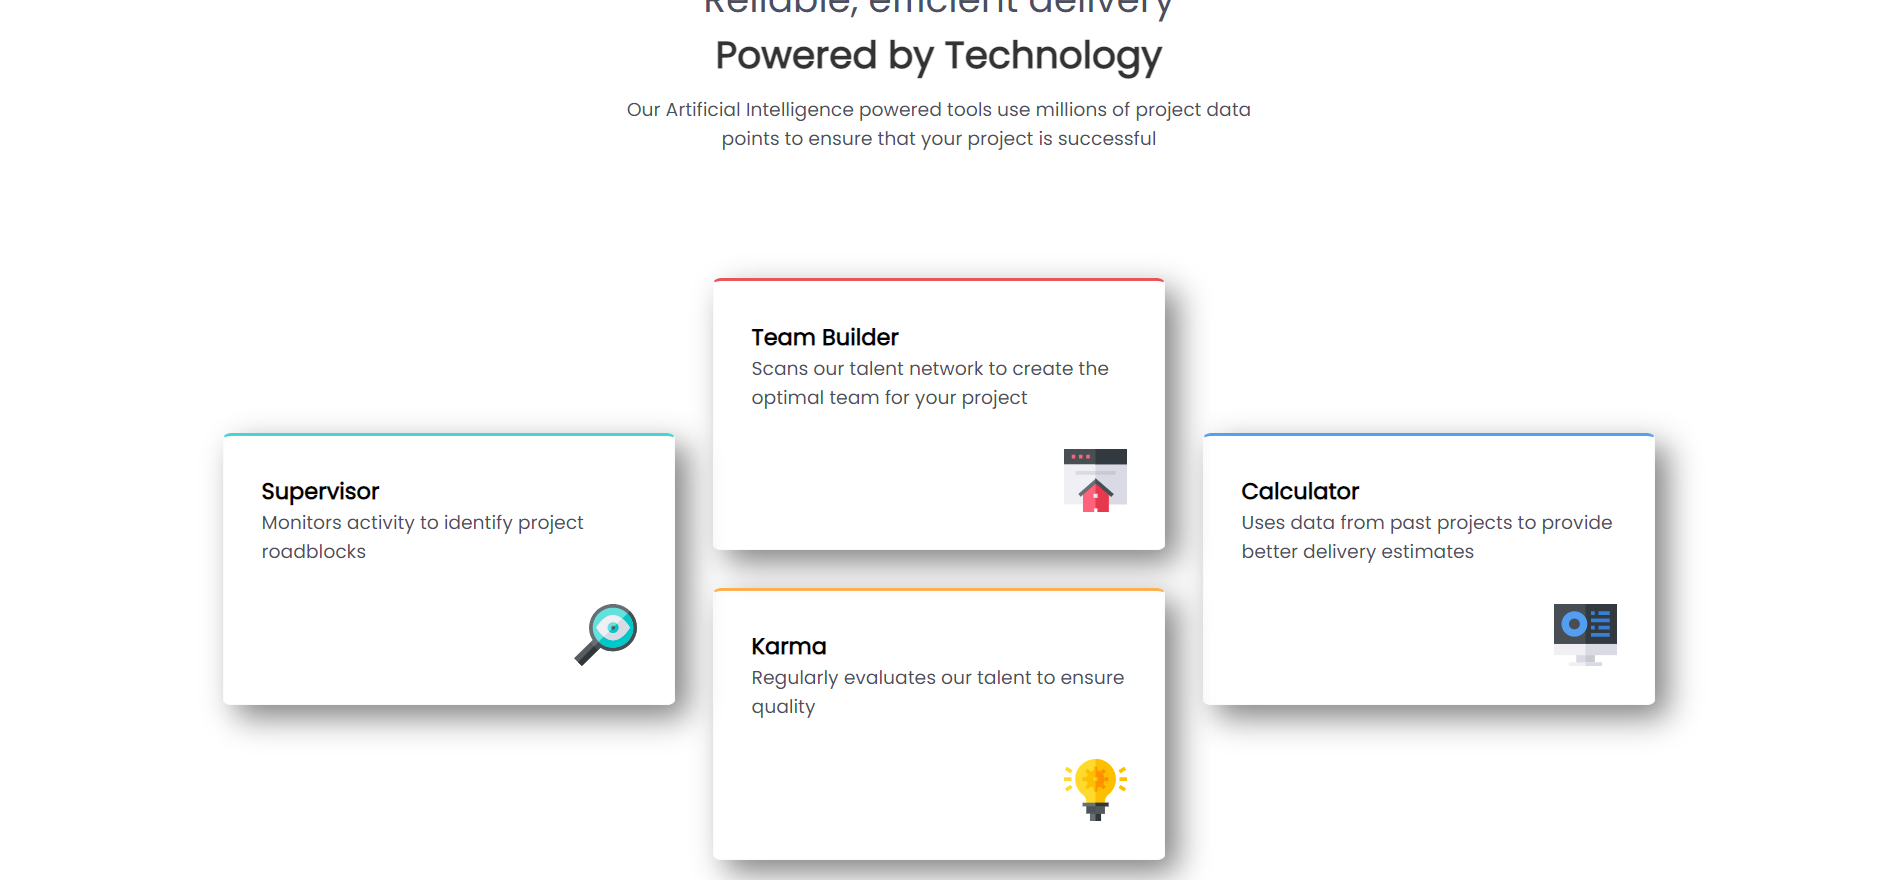 Reliable, efficient delivery
Powered by Technology
Our Artificial Intelligence powered tools use millions of project data
points to ensure that your project is successful
Team Builder
Scans our talent network to create the
optimal team for your project
Supervisor
Monitors activity to identify project
roadblocks
Calculator
Uses data from past projects to provide
better delivery estimates
Karma
Regularly evaluates our talent to ensure
quality